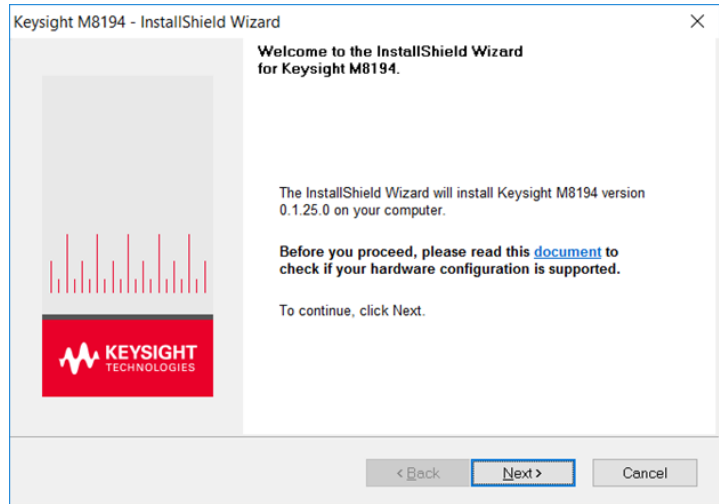 Keysight M8194 - InstallShield Wizard
Welcome to the InstallShield Wizard
for Keysight M8194.
The InstallShield Wizard will install Keysight M8194 version
0.1.25.0 on your computer.
Before you proceed, please read this document to
check if your hardware configuration is supported.
To continue, click Next.
KEYSIGHT
TECHNOLOGIES
< Back
Next >
Cancel